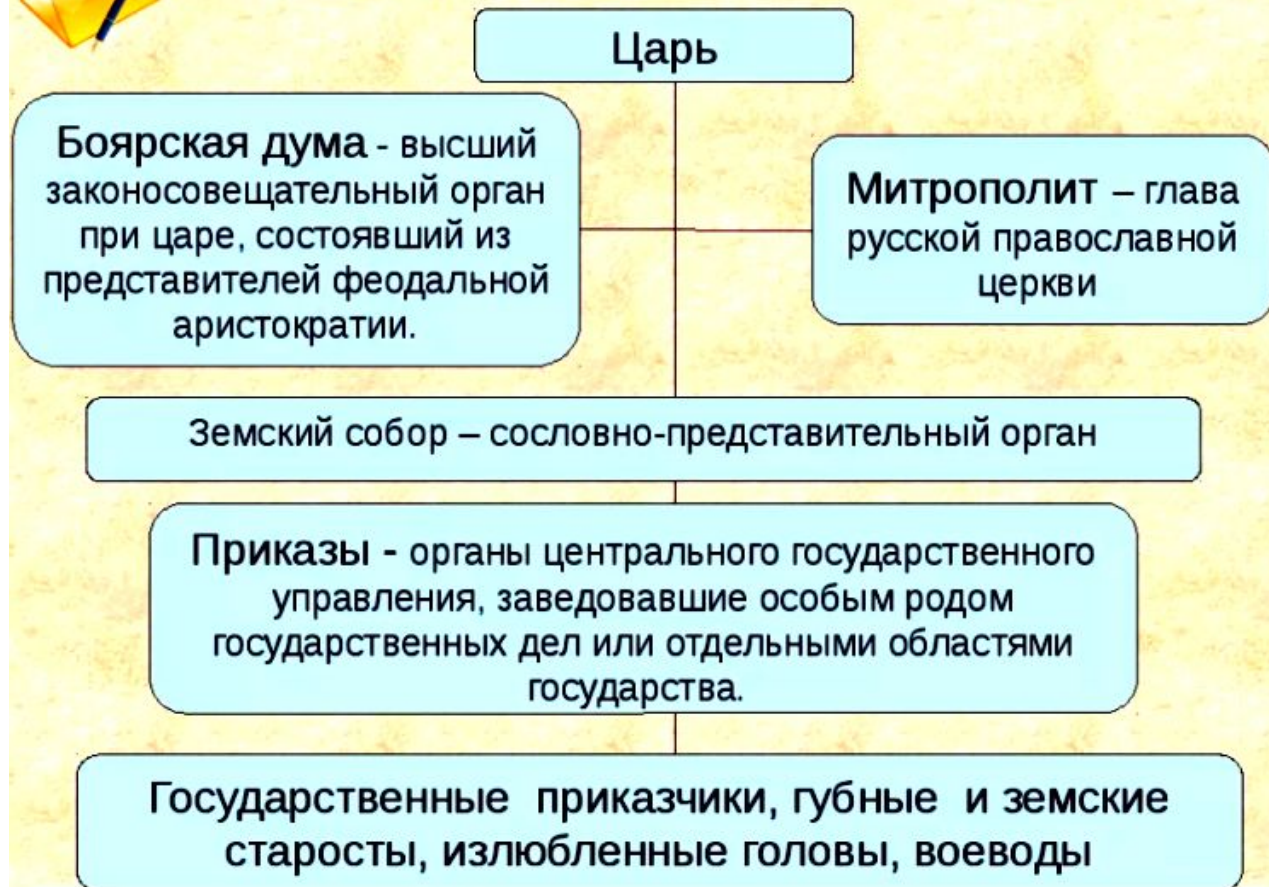 Царь
Боярская дума - высший
законосовещательный орган
при царе, состоявший из
представителей феодальной
аристократии.
Митрополит – глава
русской православной
церкви
Земский собор – сословно-представительный орган
Приказы - органы центрального государственного
управления, заведовавшие особым родом
государственных дел или отдельными областями
государства.
Государственные приказчики, губные и земские
старосты, излюбленные головы, воеводы